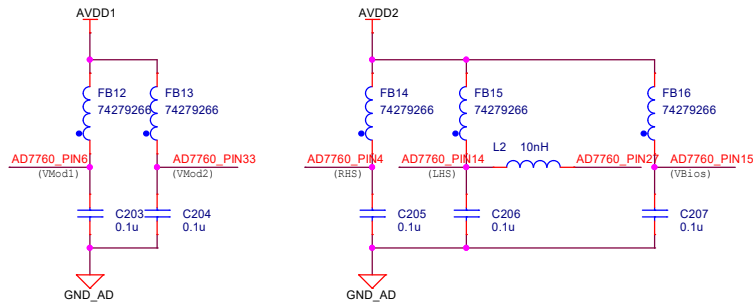 AVDD1
AVDD2
FB12
74279266
FB13
74279266
FB14
74279266
FB15
74279266
FB16
74279266
AD7760_PIN6
(VMod1)
AD7760_PIN33
(VMod2)
AD7760_PIN4
(RHS)
AD7760_PIN14
(LHS)
L2 10nH
AD7760_PIN27
AD7760_PIN15
(VBios)
C203
0.1u
C204
0.1u
C205
0.1u
C206
0.1u
C207
0.1u
GND_AD
GND_AD